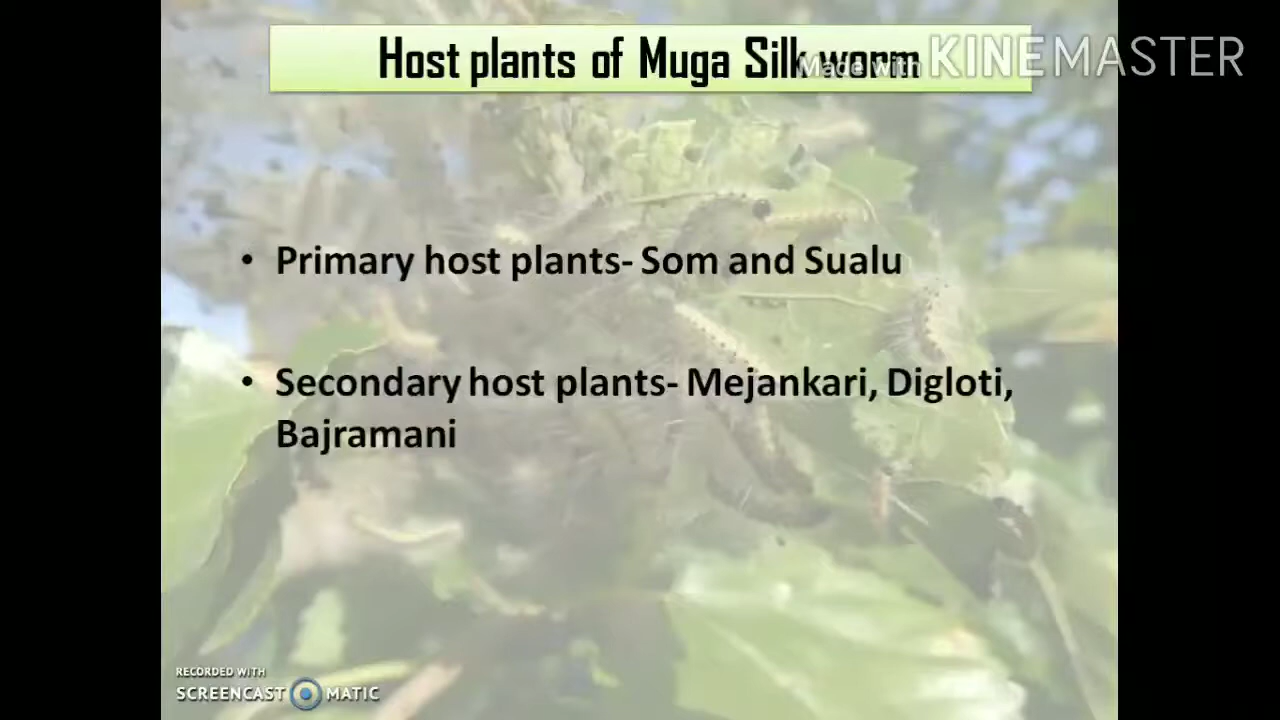 Host plants of Muga Silk worm
Made with KINEMASTER
• Primary host plants- Som and Sualu
• Secondary host plants- Mejankari, Digloti,
Bajramani
RECORDED WITH
SCREENCAST MATIC